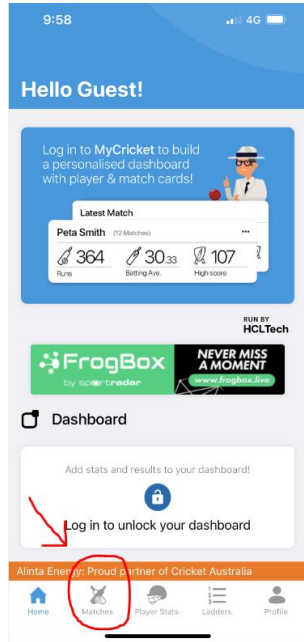 9:58
4G
Hello Guest!
Log in to MyCricket to build
a personalised dashboard
with player & match cards!
Latest Match
Peta Smith (12 Matches) •••
364 30.33 107
Runs Batting Ave. High score
RUN BY
HCLTech
FrogBox
by sportradar
NEVER MISS
A MOMENT
www.frogbox.live
Dashboard
Add stats and results to your dashboard!
Log in to unlock your dashboard
Alinta Energy: Proud partner of Cricket Australia
Home Matches Player Stats Ladders Profile